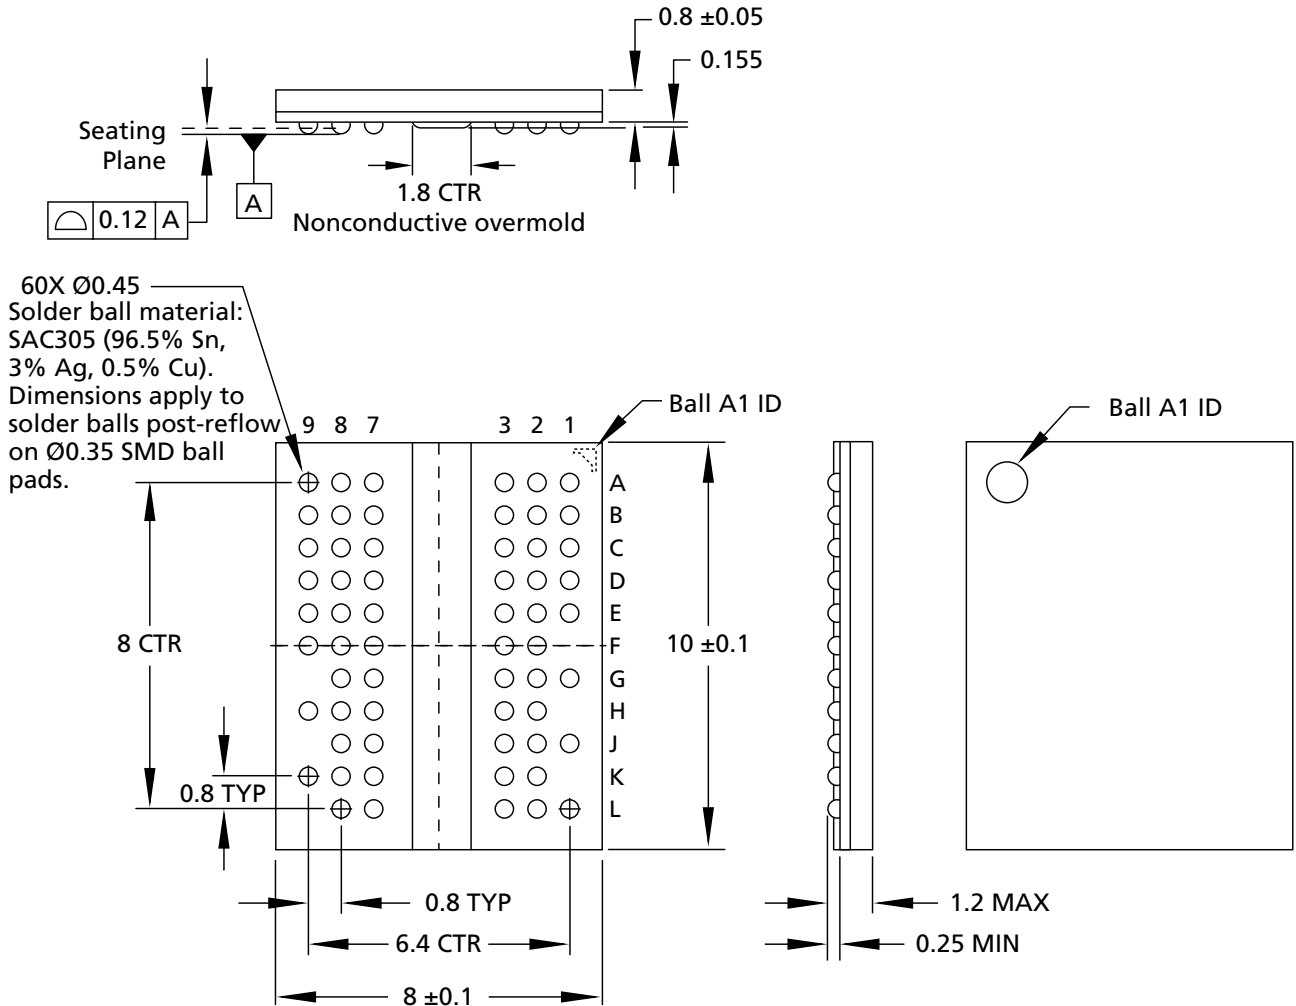 0.8 ±0.05
0.155
Seating
Plane
A
0.12 A
1.8 CTR
Nonconductive overmold
60X Ø0.45
Solder ball material:
SAC305 (96.5% Sn,
3% Ag, 0.5% Cu).
Dimensions apply to
solder balls post-reflow
on Ø0.35 SMD ball
pads.
9 8 7 3 2 1
Ball A1 ID
Ball A1 ID
A
B
C
D
E
F
G
H
J
K
L
8 CTR
10 ±0.1
0.8 TYP
0.8 TYP
1.2 MAX
6.4 CTR
0.25 MIN
8 ±0.1